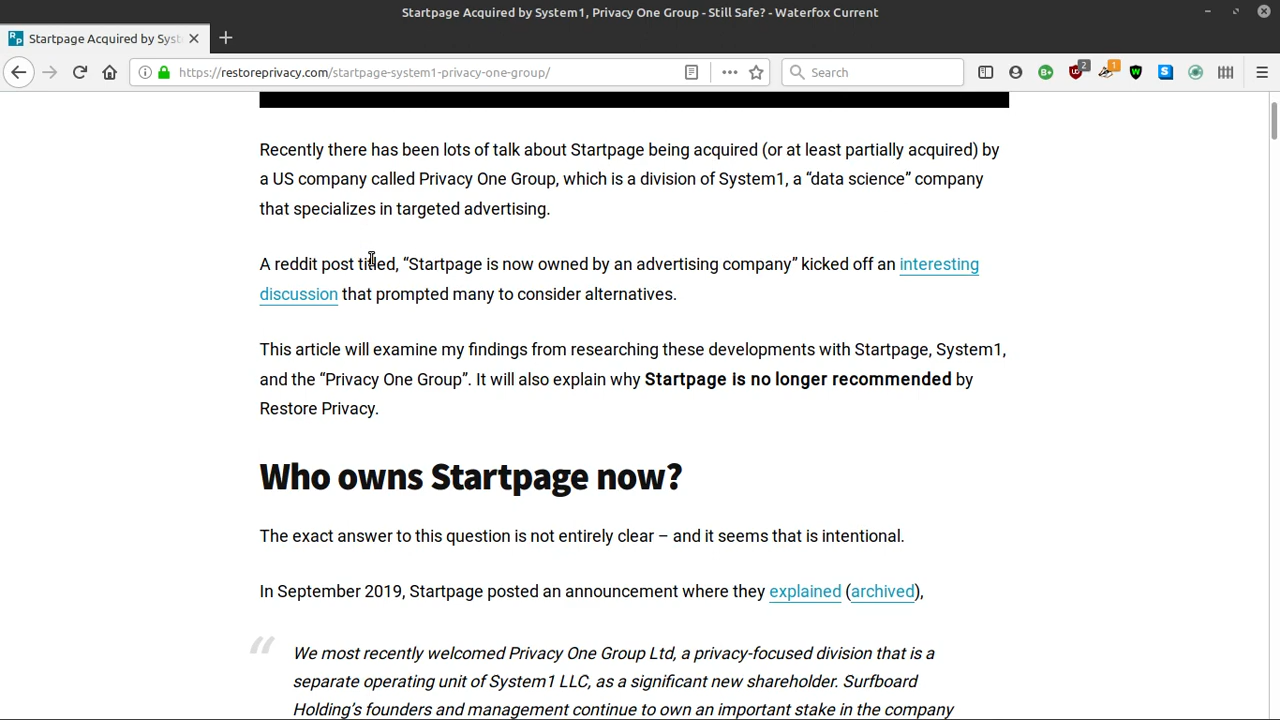 Startpage Acquired by System1, Privacy One Group - Still Safe? - Waterfox Current
Startpage Acquired by Syst
https://restoreprivacy.com/startpage-system1-privacy-one-group/
Search
2
1
Recently there has been lots of talk about Startpage being acquired (or at least partially acquired) by
a US company called Privacy One Group, which is a division of System1, a “data science” company
that specializes in targeted advertising.
A reddit post titled, “Startpage is now owned by an advertising company” kicked off an interesting
discussion that prompted many to consider alternatives.
This article will examine my findings from researching these developments with Startpage, System1,
and the “Privacy One Group”. It will also explain why Startpage is no longer recommended by
Restore Privacy.
Who owns Startpage now?
The exact answer to this question is not entirely clear – and it seems that is intentional.
In September 2019, Startpage posted an announcement where they explained (archived),
“
We most recently welcomed Privacy One Group Ltd, a privacy-focused division that is a
separate operating unit of System1 LLC, as a significant new shareholder. Surfboard
Holding’s founders and management continue to own an important stake in the company